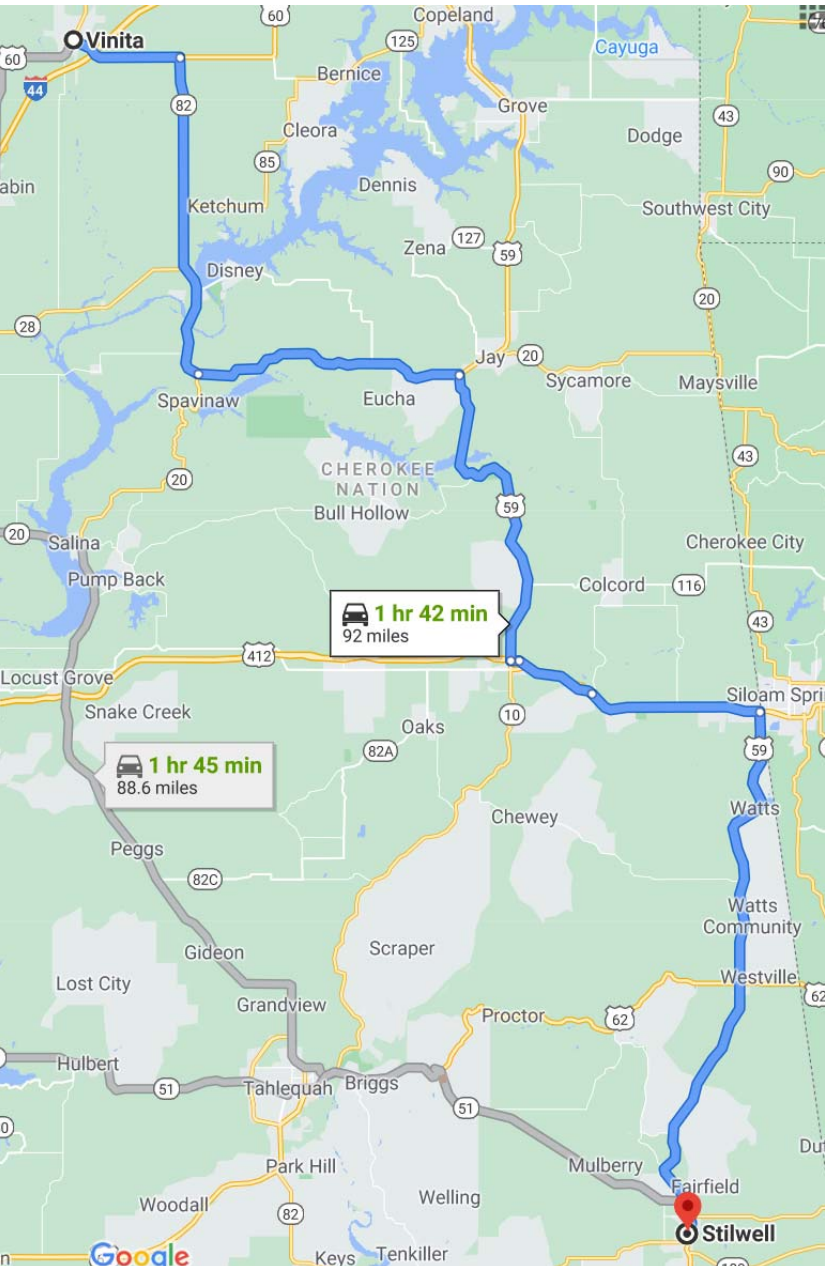 Copeland
60
Vinita
125
Cayuga
60
44
Bernice
82
Grove
43
Cleora
Dodge
85
90
abin
Dennis
Ketchum
Southwest City
Zena
127
59
Disney
20
28
Jay
20
Sycamore
Maysville
Spavinaw
Eucha
43
CHEROKEE
NATION
20
59
Bull Hollow
20
Salina
Cherokee City
Pump Back
Colcord
116
1 hr 42 min
92 miles
43
412
Locust Grove
Siloam Spri
Snake Creek
10
Oaks
82A
59
1 hr 45 min
88.6 miles
Watts
Chewey
Peggs
82C
Watts
Community
Scraper
Gideon
Westville
Lost City
62
Grandview
Proctor
62
Hulbert
Briggs
51
Tahlequah
51
Mulberry
Park Hill
Fairfield
Welling
Woodall
82
Stilwell
Google
Keys
Tenkiller